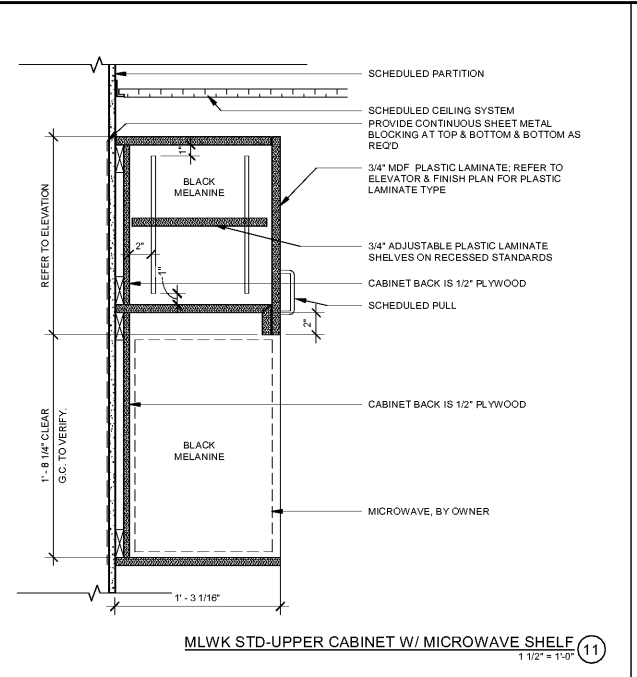 SCHEDULED PARTITION
SCHEDULED CEILING SYSTEM
PROVIDE CONTINUOUS SHEET METAL
BLOCKING AT TOP & BOTTOM & BOTTOM AS
REQ'D
3/4" MDF PLASTIC LAMINATE; REFER TO
ELEVATOR & FINISH PLAN FOR PLASTIC
LAMINATE TYPE
1"
BLACK
MELANINE
REFER TO ELEVATION
2"
3/4" ADJUSTABLE PLASTIC LAMINATE
SHELVES ON RECESSED STANDARDS
1"
CABINET BACK IS 1/2" PLYWOOD
SCHEDULED PULL
2"
CABINET BACK IS 1/2" PLYWOOD
1'- 8 1/4" CLEAR
G.C. TO VERIFY.
BLACK
MELANINE
MICROWAVE, BY OWNER
1' - 3 1/16"
MLWK STD-UPPER CABINET W/ MICROWAVE SHELF
11
1 1/2" = 1'-0"